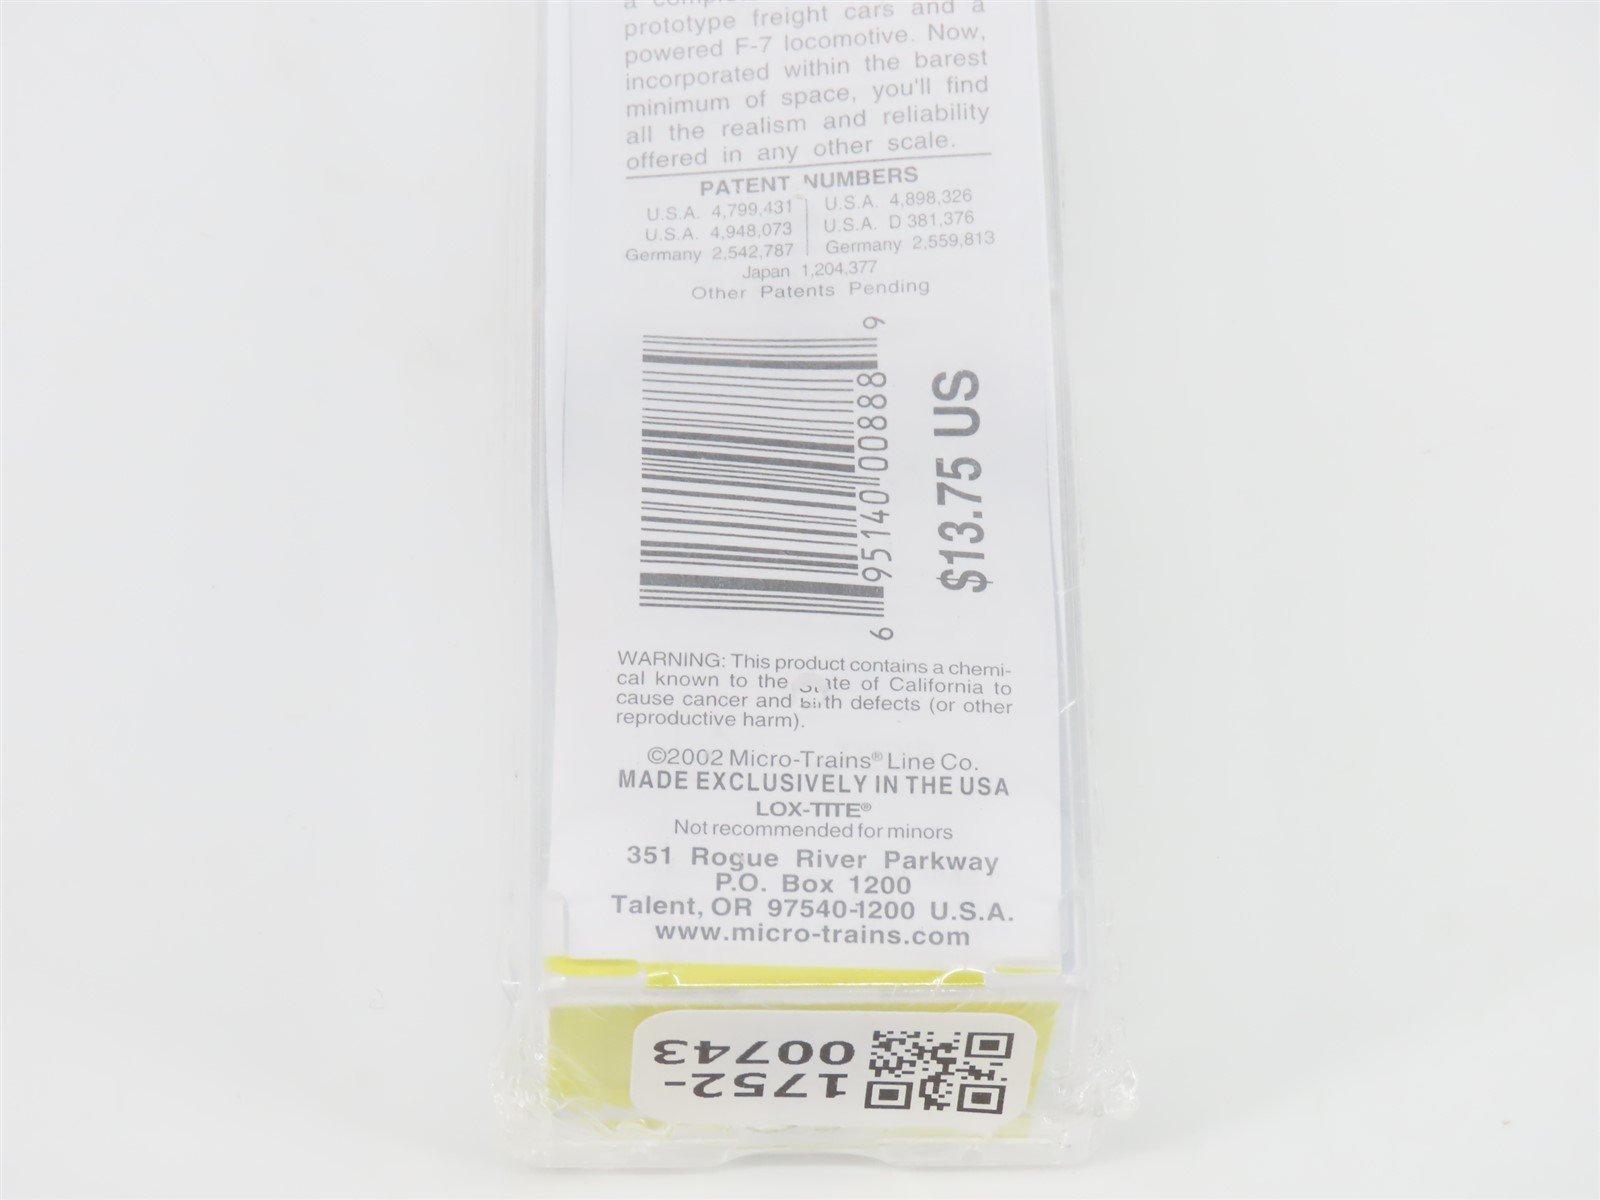 prototype freight cars and a
powered F-7 locomotive. Now,
incorporated within the barest
minimum of space, you'll find
all the realism and reliability
offered in any other scale.
PATENT NUMBERS
U.S.A. 4,799,431 U.S.A. 4,898,326
U.S.A. 4,948,073 U.S.A. D 381,376
Germany 2,542,787 Germany 2,559,813
Japan 1,204,377
Other Patents Pending
6 95140 00888 9
$13.75 US
WARNING: This product contains a chemi-
cal known to the State of California to
cause cancer and birth defects (or other
reproductive harm).
©2002 Micro-Trains® Line Co.
MADE EXCLUSIVELY IN THE USA
LOX-TITE®
Not recommended for minors
351 Rogue River Parkway
P.O. Box 1200
Talent, OR 97540-1200 U.S.A.
www.micro-trains.com
1752-
00743